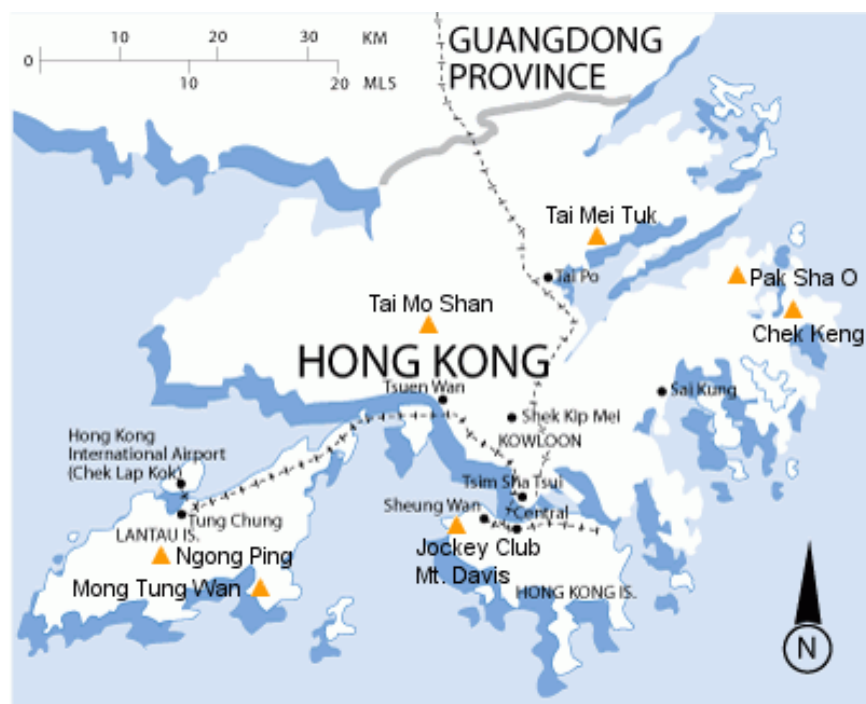 10 20 30 KM
0
10 20 MLS
GUANGDONG
PROVINCE
Tai Mei Tuk
Tai Po
Pak Sha O
Chek Keng
Tai Mo Shan
HONG KONG
Tsuen Wan
Sai Kung
Shek Kip Mei
KOWLOON
Hong Kong
International Airport
(Chek Lap Kok)
Tsim Sha Tsui
Sheung Wan
Central
Tung Chung
LANTAU IS.
Ngong Ping
Jockey Club
Mt. Davis
Mong Tung Wan
HONG KONG IS.
N